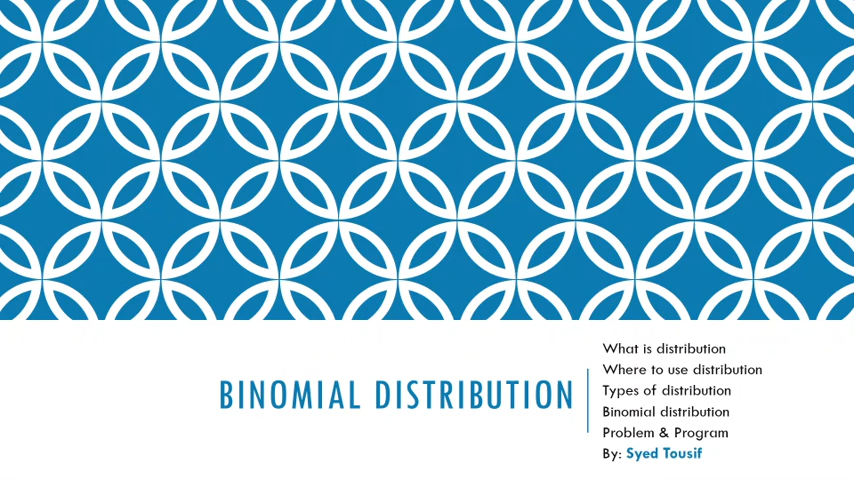 BINOMIAL DISTRIBUTION
What is distribution
Where to use distribution
Types of distribution
Binomial distribution
Problem & Program
By: Syed Tousif